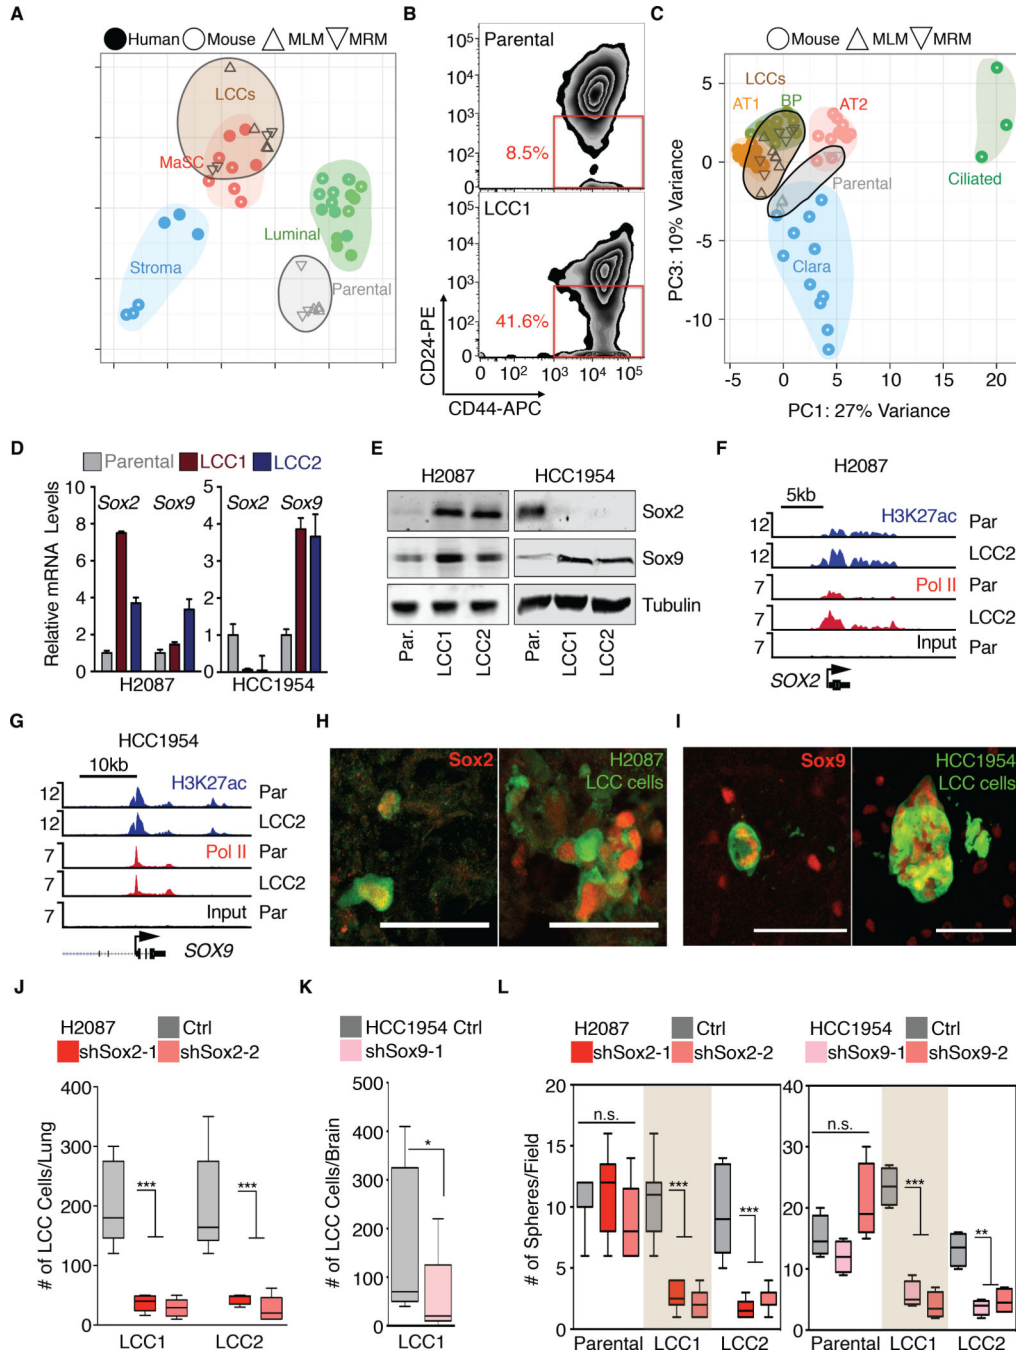 A
Human Mouse MLM MRM
LCCs
MaSC
Luminal
Stroma
Parental
B
Parental
10⁵
10⁴
10³
10²
0
8.5%
LCC1
10⁵
10⁴
10³
10²
0
41.6%
0 10² 10³ 10⁴ 10⁵
CD24-PE
CD44-APC
C
Mouse MLM MRM
LCCs
AT1
BP
AT2
Parental
Ciliated
Clara
5
0
-5
-10
-5 0 5 10 15 20
PC3: 10% Variance
PC1: 27% Variance
D
Parental LCC1 LCC2
Relative mRNA Levels
10
8
6
4
2
0
Sox2 Sox9
H2087
5
4
3
2
1
0
Sox2 Sox9
HCC1954
E
H2087 HCC1954
Sox2
Sox9
Tubulin
Par. LCC1 LCC2 Par. LCC1 LCC2
F
H2087
5kb
H3K27ac
12 Par
12 LCC2
Pol II
7 Par
7 LCC2
Input
7 Par
SOX2
G
HCC1954
10kb
H3K27ac
12 Par
12 LCC2
Pol II
7 Par
7 LCC2
Input
7 Par
SOX9
H
Sox2
H2087
LCC cells
I
Sox9
HCC1954
LCC cells
J
H2087 Ctrl
shSox2-1 shSox2-2
# of LCC Cells/Lung
400
300
200
100
0
*** ***
LCC1 LCC2
K
HCC1954 Ctrl
shSox9-1
# of LCC Cells/Brain
500
400
300
200
100
0
*
LCC1
L
H2087 Ctrl
shSox2-1 shSox2-2
# of Spheres/Field
20
15
10
5
0
n.s. *** ***
Parental LCC1 LCC2
HCC1954 Ctrl
shSox9-1 shSox9-2
40
30
20
10
0
n.s. *** **
Parental LCC1 LCC2